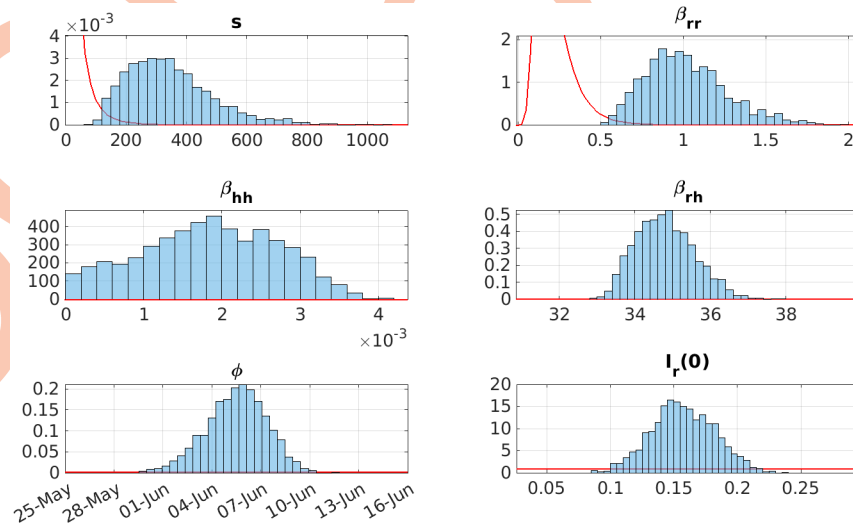 s
×10⁻³
4
3
2
1
0
0 200 400 600 800 1000
β_rr
2
1
0
0 0.5 1 1.5 2
β_hh
400
300
200
100
0
0 1 2 3 4
×10⁻³
β_rh
0.5
0.4
0.3
0.2
0.1
0
32 34 36 38
ϕ
0.2
0.15
0.1
0.05
0
25-May 28-May 01-Jun 04-Jun 07-Jun 10-Jun 13-Jun 16-Jun
I_r(0)
20
15
10
5
0
0.05 0.1 0.15 0.2 0.25